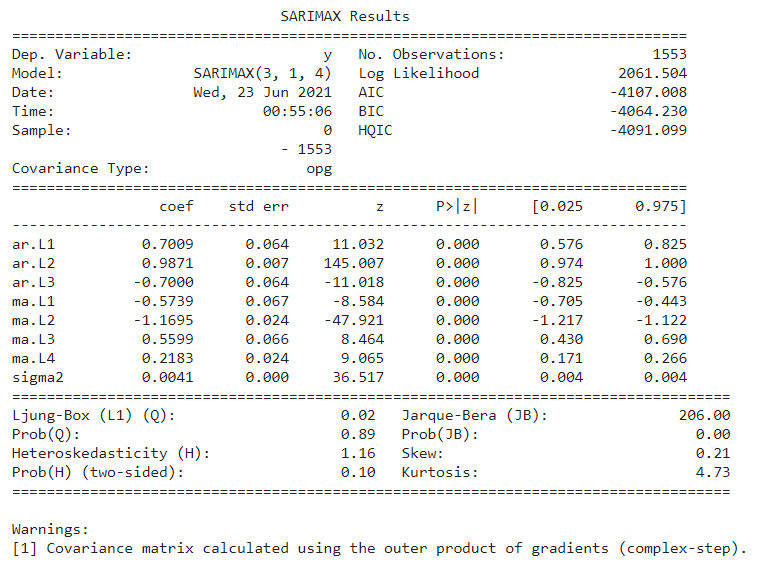 SARIMAX Results
==============================================================================
Dep. Variable: y No. Observations: 1553
Model: SARIMAX(3, 1, 4) Log Likelihood 2061.504
Date: Wed, 23 Jun 2021 AIC -4107.008
Time: 00:55:06 BIC -4064.230
Sample: 0 HQIC -4091.099
- 1553
Covariance Type: opg
==============================================================================
coef std err z P>|z| [0.025 0.975]
------------------------------------------------------------------------------
ar.L1 0.7009 0.064 11.032 0.000 0.576 0.825
ar.L2 0.9871 0.007 145.007 0.000 0.974 1.000
ar.L3 -0.7000 0.064 -11.018 0.000 -0.825 -0.576
ma.L1 -0.5739 0.067 -8.584 0.000 -0.705 -0.443
ma.L2 -1.1695 0.024 -47.921 0.000 -1.217 -1.122
ma.L3 0.5599 0.066 8.464 0.000 0.430 0.690
ma.L4 0.2183 0.024 9.065 0.000 0.171 0.266
sigma2 0.0041 0.000 36.517 0.000 0.004 0.004
===================================================================================
Ljung-Box (L1) (Q): 0.02 Jarque-Bera (JB): 206.00
Prob(Q): 0.89 Prob(JB): 0.00
Heteroskedasticity (H): 1.16 Skew: 0.21
Prob(H) (two-sided): 0.10 Kurtosis: 4.73
===================================================================================
Warnings:
[1] Covariance matrix calculated using the outer product of gradients (complex-step).